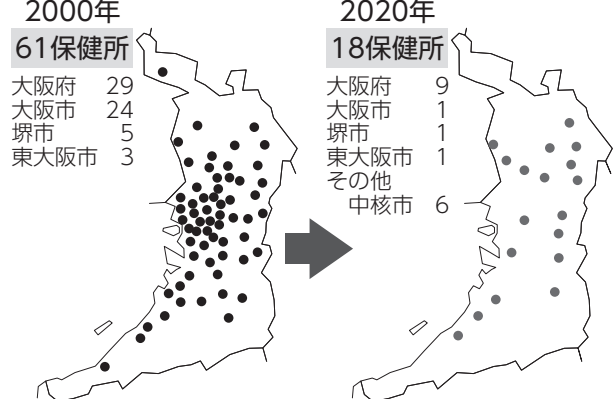 2000年
61保健所
大阪府 29
大阪市 24
堺市 5
東大阪市 3
2020年
18保健所
大阪府 9
大阪市 1
堺市 1
東大阪市 1
その他
中核市 6